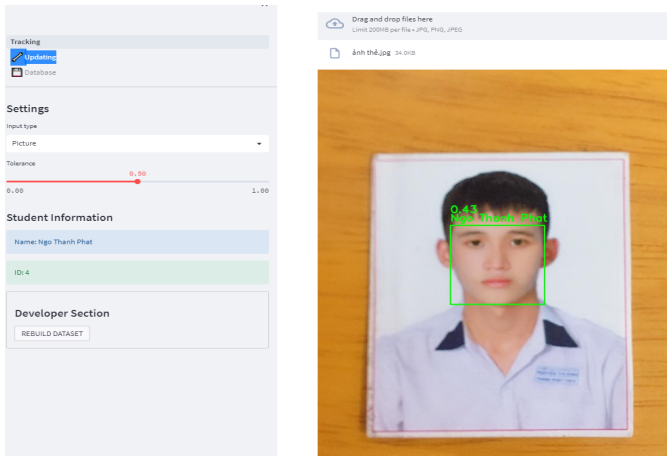 Tracking
Updating
Database
Settings
Input type
Picture
Tolerance
0.50
0.00 1.00
Student Information
Name: Ngo Thanh Phat
ID: 4
Developer Section
REBUILD DATASET
Drag and drop files here
Limit 200MB per file • JPG, PNG, JPEG
ảnh thẻ.jpg 34.0KB
0.43
Ngo Thanh Phat